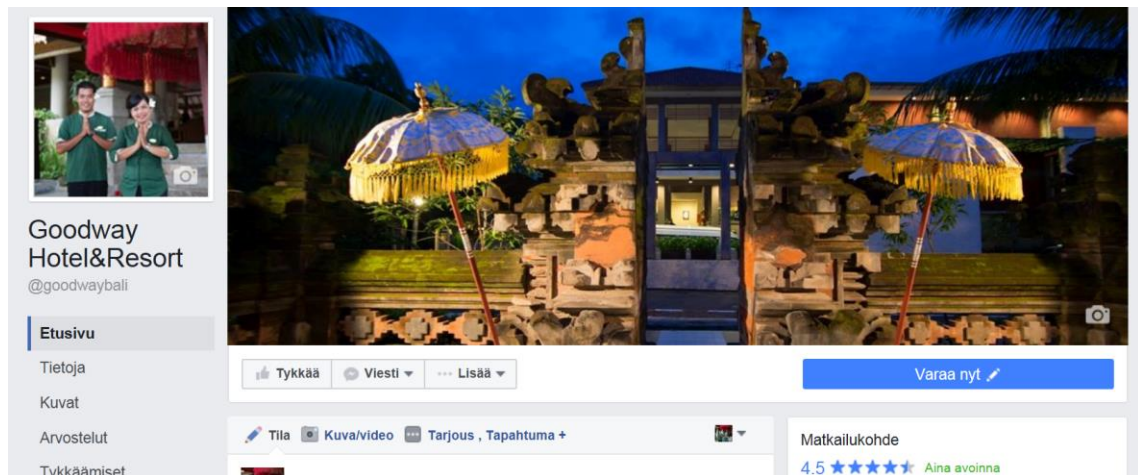 Goodway
Hotel&Resort
@goodwaybali
Etusivu
Tietoja
Kuvat
Arvostelut
Tykkäämiset
Tykkää Viesti Lisää
Varaa nyt
Tila Kuva/video Tarjous , Tapahtuma +
Matkailukohde
4.5 Aina avoinna